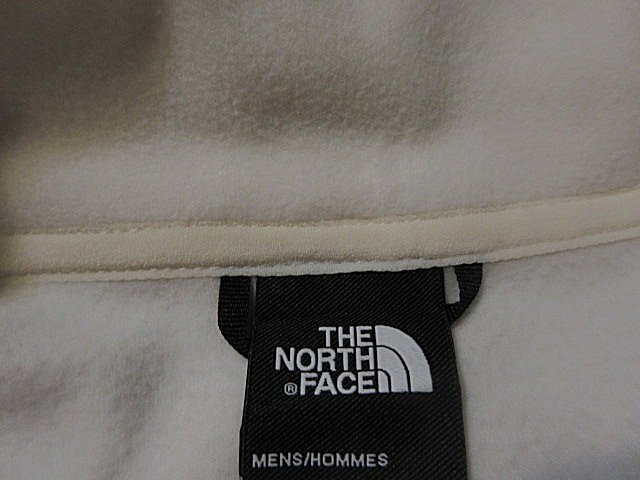 THE
NORTH
® FACE
MENS/HOMMES